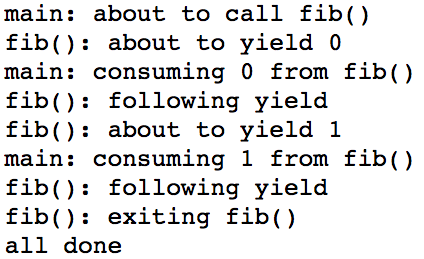 main: about to call fib()
fib(): about to yield 0
main: consuming 0 from fib()
fib(): following yield
fib(): about to yield 1
main: consuming 1 from fib()
fib(): following yield
fib(): exiting fib()
all done